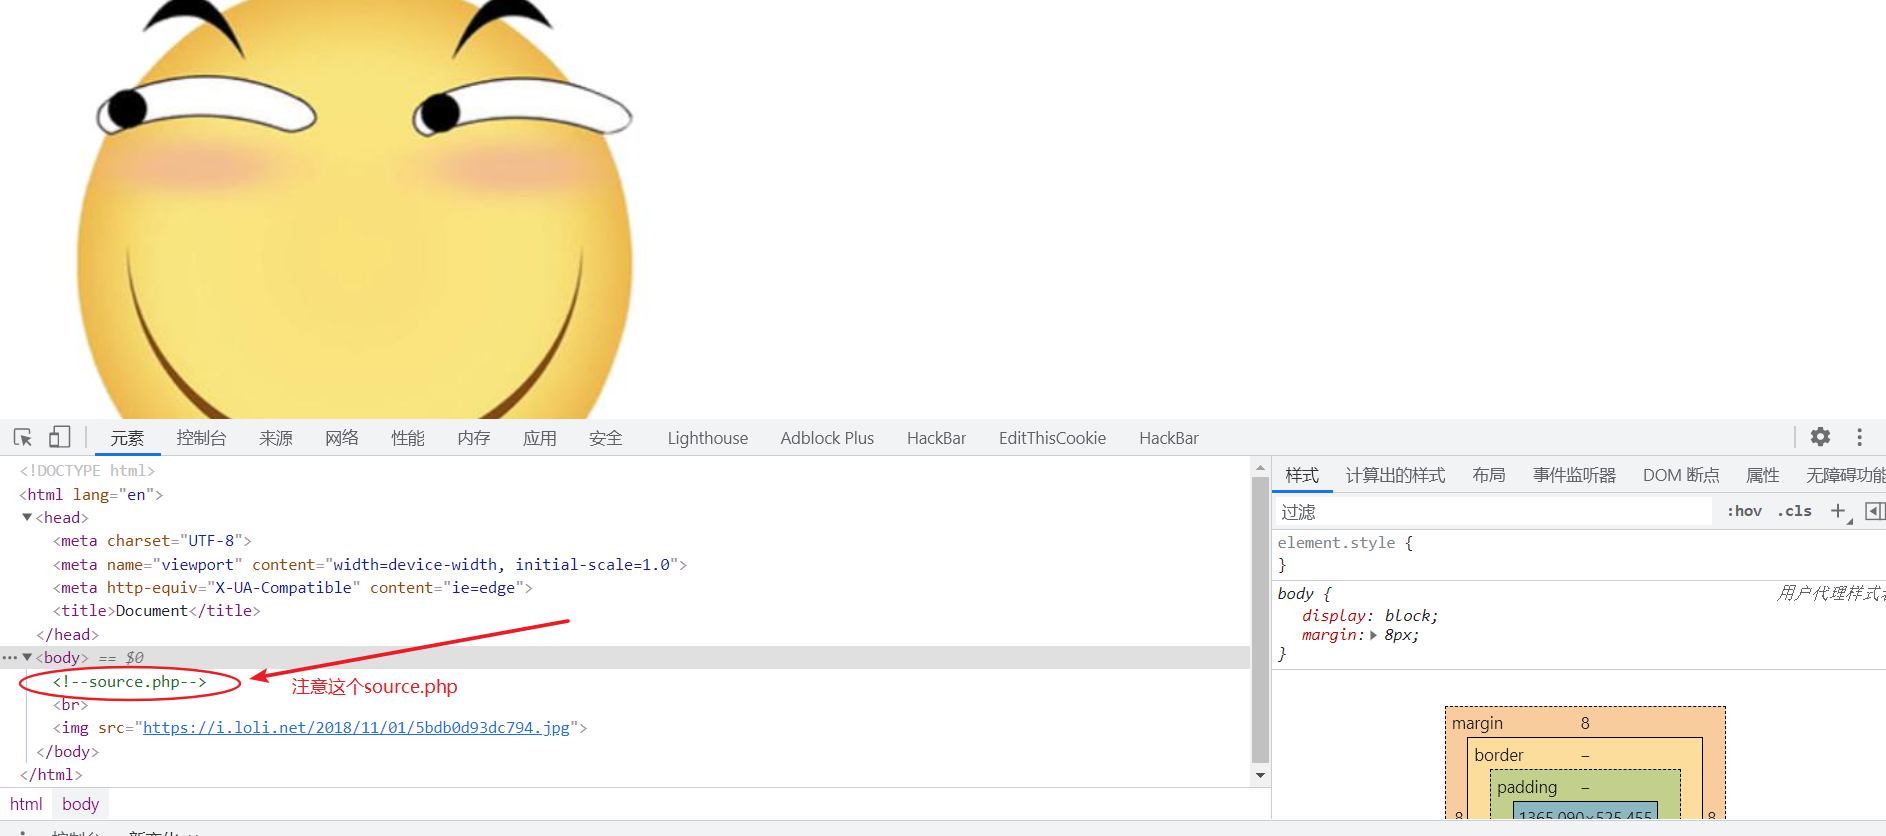 元素 控制台 来源 网络 性能 内存 应用 安全 Lighthouse Adblock Plus HackBar EditThisCookie HackBar
<!DOCTYPE html>
<html lang="en">
<head>
<meta charset="UTF-8">
<meta name="viewport" content="width=device-width, initial-scale=1.0">
<meta http-equiv="X-UA-Compatible" content="ie=edge">
<title>Document</title>
</head>
<body> == $0
<!--source.php-->
注意这个source.php
<br>
<img src="https://i.loli.net/2018/11/01/5bdb0d93dc794.jpg">
</body>
</html>
html body
样式 计算出的样式 布局 事件监听器 DOM 断点 属性 无障碍功能
过滤 :hov .cls +
element.style {
}
body { 用户代理样式
display: block;
margin: 8px;
}
margin 8
border –
padding –
8 1365.090×525.455 8
控制台